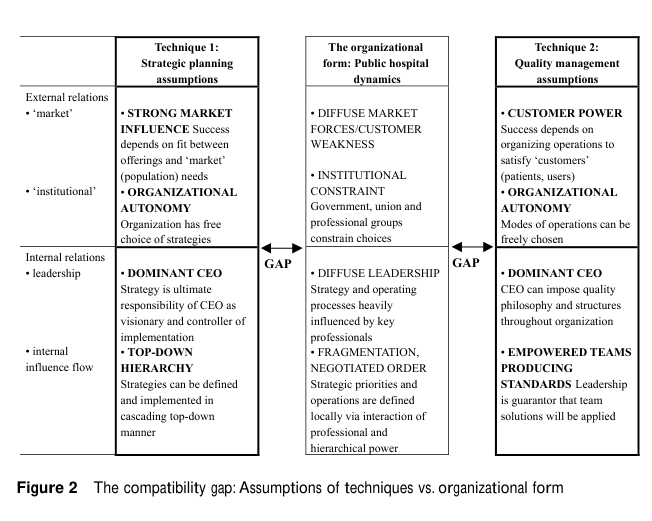 Technique 1:
Strategic planning
assumptions
The organizational
form: Public hospital
dynamics
Technique 2:
Quality management
assumptions
External relations
• ‘market’
• STRONG MARKET
INFLUENCE Success
depends on fit between
offerings and ‘market’
(population) needs
• DIFFUSE MARKET
FORCES/CUSTOMER
WEAKNESS
• CUSTOMER POWER
Success depends on
organizing operations to
satisfy ‘customers’
(patients, users)
• ‘institutional’
• ORGANIZATIONAL
AUTONOMY
Organization has free
choice of strategies
• INSTITUTIONAL
CONSTRAINT
Government, union and
professional groups
constrain choices
• ORGANIZATIONAL
AUTONOMY
Modes of operations can be
freely chosen
GAP
GAP
Internal relations
• leadership
• DOMINANT CEO
Strategy is ultimate
responsibility of CEO as
visionary and controller of
implementation
• DIFFUSE LEADERSHIP
Strategy and operating
processes heavily
influenced by key
professionals
• DOMINANT CEO
CEO can impose quality
philosophy and structures
throughout organization
• internal
influence flow
• TOP-DOWN
HIERARCHY
Strategies can be defined
and implemented in
cascading top-down
manner
• FRAGMENTATION,
NEGOTIATED ORDER
Strategic priorities and
operations are defined
locally via interaction of
professional and
hierarchical power
• EMPOWERED TEAMS
PRODUCING
STANDARDS Leadership
is guarantor that team
solutions will be applied
Figure 2 The compatibility gap: Assumptions of techniques vs. organizational form